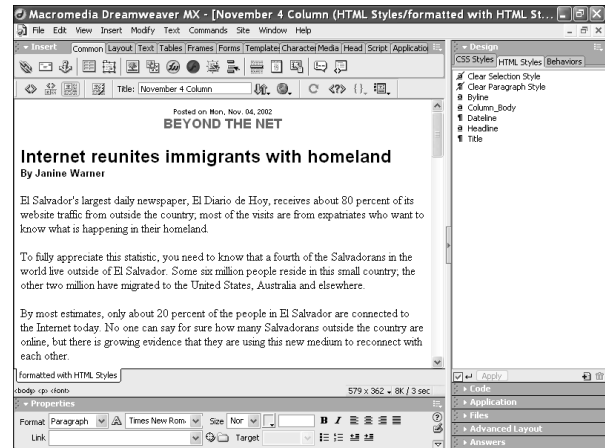 Macromedia Dreamweaver MX - [November 4 Column (HTML Styles/formatted with HTML St...
File Edit View Insert Modify Text Commands Site Window Help
Insert Common Layout Text Tables Frames Forms Template Character Media Head Script Applicatio
Title: November 4 Column
Posted on Mon, Nov. 04, 2002
BEYOND THE NET
Internet reunites immigrants with homeland
By Janine Warner
El Salvador's largest daily newspaper, El Diario de Hoy, receives about 80 percent of its
website traffic from outside the country; most of the visits are from expatriates who want to
know what is happening in their homeland.
To fully appreciate this statistic, you need to know that a fourth of the Salvadorans in the
world live outside of El Salvador. Some six million people reside in this small country; the
other two million have migrated to the United States, Australia and elsewhere.
By most estimates, only about 20 percent of the people in El Salvador are connected to
the Internet today. No one can say for sure how many Salvadorans outside the country are
online, but there is growing evidence that they are using this new medium to reconnect with
each other.
formatted with HTML Styles
<body> <p> <font> 579 x 362 8K / 3 sec
Properties
Format Paragraph Times New Rom Size Nor B I
Link Target
Design
CSS Styles HTML Styles Behaviors
Clear Selection Style
Clear Paragraph Style
a Byline
a Column_Body
¶ Dateline
a Headline
¶ Title
Apply
Code
Application
Files
Advanced Layout
Answers